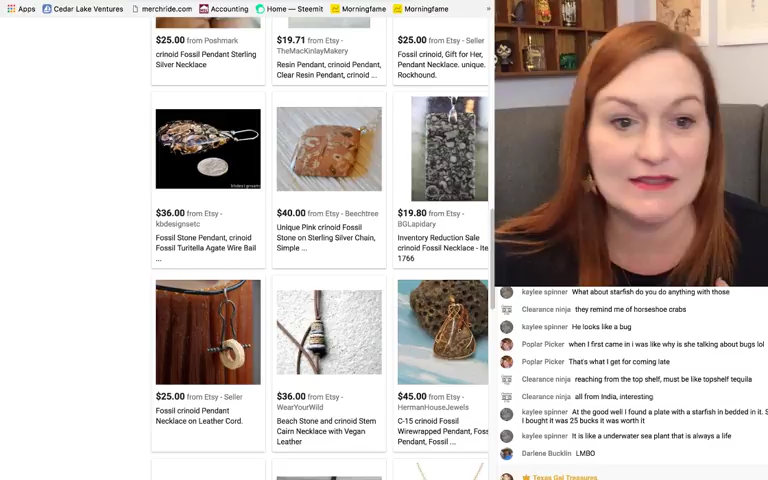 Apps Cedar Lake Ventures merchride.com Accounting Home — Steemit Morningfame Morningfame »
$25.00 from Poshmark
crinoid Fossil Pendant Sterling
Silver Necklace
$19.71 from Etsy -
TheMacKinlayMakery
Resin Pendant, crinoid Pendant,
Clear Resin Pendant, crinoid ...
$25.00 from Etsy - Seller
Fossil crinoid, Gift for Her,
Pendant Necklace. unique.
Rockhound.
kbdesignsetc
$36.00 from Etsy -
kbdesignsetc
Fossil Stone Pendant, crinoid
Fossil Turitella Agate Wire Bail
...
$40.00 from Etsy - Beechtree
Unique Pink crinoid Fossil
Stone on Sterling Silver Chain,
Simple ...
$19.80 from Etsy -
BGLapidary
Inventory Reduction Sale
crinoid Fossil Necklace - Ite
1766
$25.00 from Etsy - Seller
Fossil crinoid Pendant
Necklace on Leather Cord.
$36.00 from Etsy -
WearYourWild
Beach Stone and crinoid Stem
Cairn Necklace with Vegan
Leather
$45.00 from Etsy -
HermanHouseJewels
C-15 crinoid Fossil
Wirewrapped Pendant, F
Pendant, Fossil ...
kaylee spinner What about starfish do you do anything with those
Clearance ninja they remind me of horseshoe crabs
kaylee spinner He looks like a bug
Poplar Picker when I first came in i was like why is she talking about bugs lol
Poplar Picker That's what I get for coming late
Clearance ninja reaching from the top shelf, must be like topshelf tequila
Clearance ninja all from India, interesting
kaylee spinner At the good well I found a plate with a starfish in bedded in it. S
I bought it was 25 bucks it was worth it
kaylee spinner It is like a underwater sea plant that is always a life
Darlene Bucklin LMBO
Texas Gal Treasures